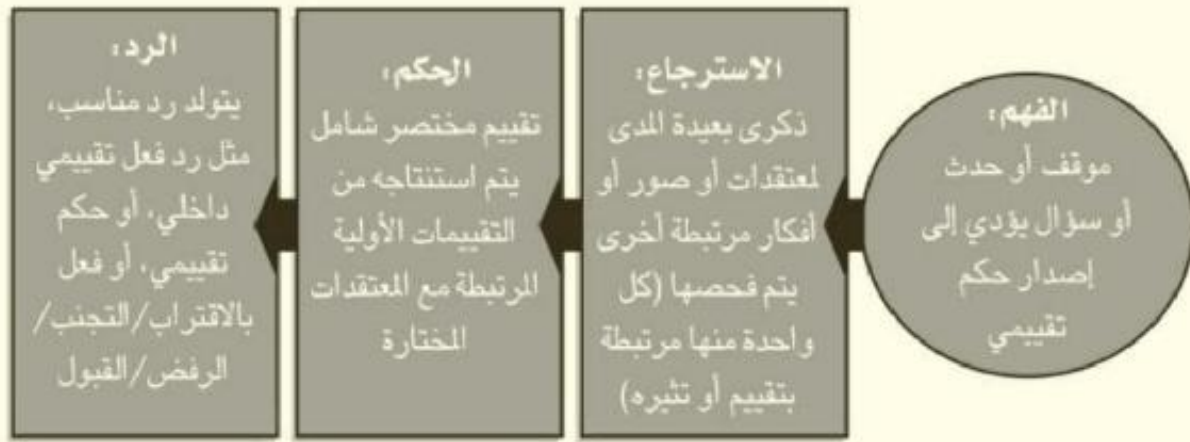 الفهم:
موقف أو حدث
أو سؤال يؤدي إلى
إصدار حكم
تقييمي
الاسترجاع:
ذكرى بعيدة المدى
لمعتقدات أو صور أو
أفكار مرتبطة أخرى
يتم فحصها (كل
واحدة منها مرتبطة
بتقييم أو تثيره)
الحكم:
تقييم مختصر شامل
يتم استنتاجه من
التقييمات الأولية
المرتبطة مع المعتقدات
المختارة
الرد:
يتولد رد مناسب،
مثل رد فعل تقييمي
داخلي، أو حكم
تقييمي، أو فعل
بالاقتراب/التجنب/
الرفض/القبول